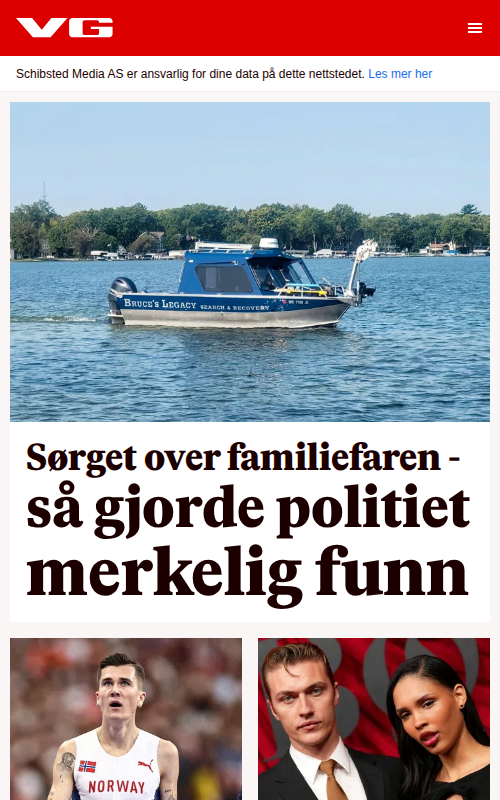 VG
Schibsted Media AS er ansvarlig for dine data på dette nettstedet. Les mer her
BRUCE'S LEGACY SEARCH & RECOVERY
Sørget over familiefaren -
så gjorde politiet
merkelig funn
NORWAY